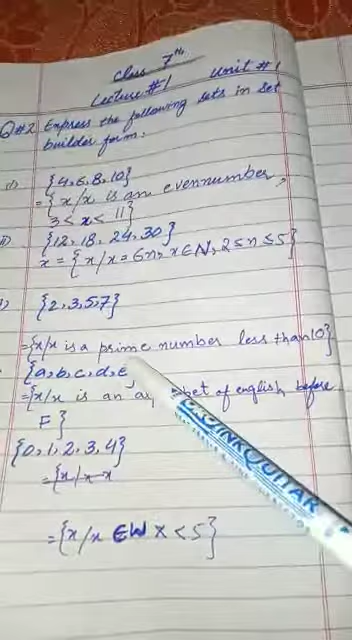 Class 7th
Lecture #1 Unit #1
Q#2 Express the following sets in set
builder form.
i) {4, 6, 8, 10}
= {x/x is an even number,
3 < x < 11}
ii) {12, 18, 24, 30}
x = {x/x = 6n, x∈N, 2 ≤ n ≤ 5}
{2, 3, 5, 7}
= {x/x is a prime number less than 10}
{a, b, c, d, e
= {x/x is an bet of english before
F}
{0, 1, 2, 3, 4}
= {x/x x
= {x/x ∈ W x < 5}